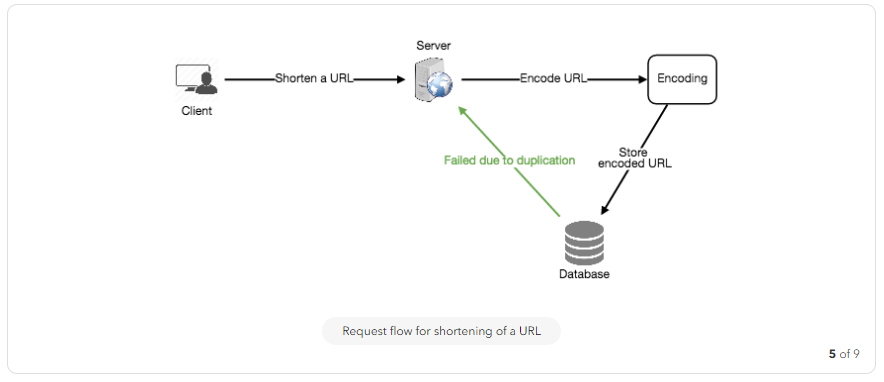 Server
Shorten a URL
Encode URL
Encoding
Client
Failed due to duplication
Store
encoded URL
Database
Request flow for shortening of a URL
5 of 9